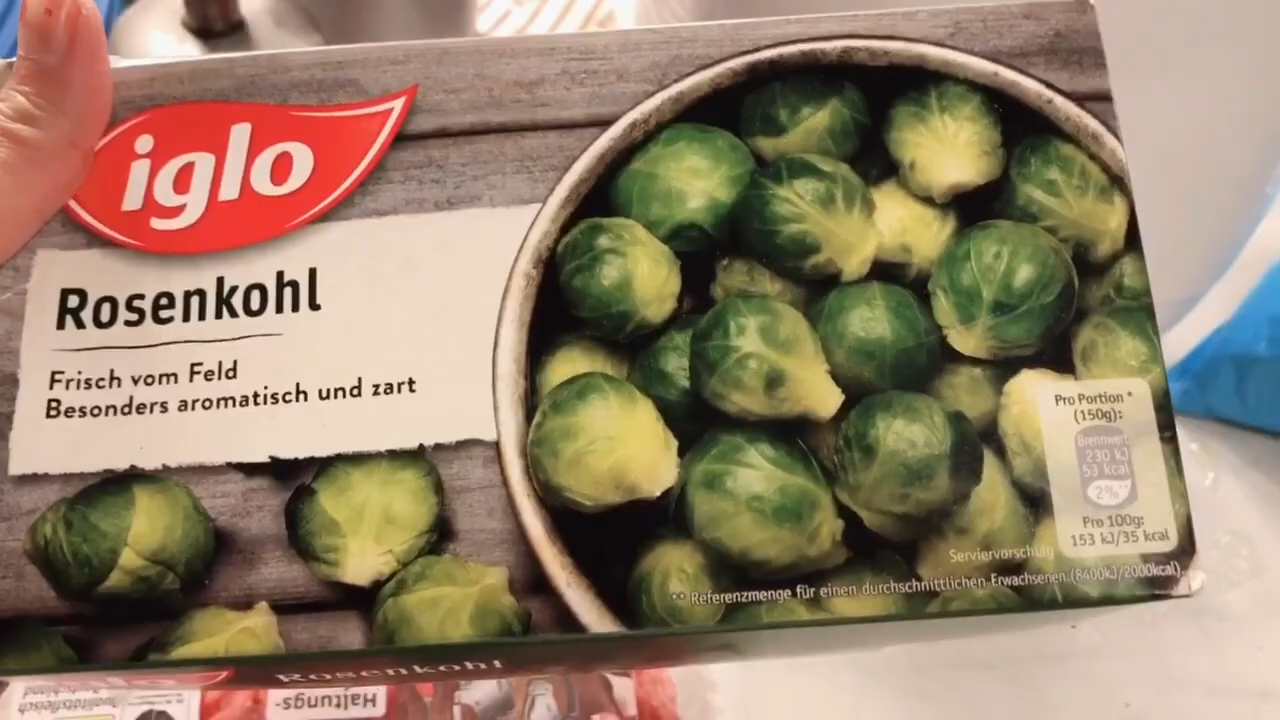 iglo
Rosenkohl
Frisch vom Feld
Besonders aromatisch und zart
Pro Portion *
(150g):
Brennwert
230 kJ
53 kcal
2%**
Pro 100g:
153 kJ/35 kcal
Serviervorschlag
** Referenzmenge für einen durchschnittlichen Erwachsenen (8400kJ/2000kcal).
iglo
Rosenkohl
Haltungs-